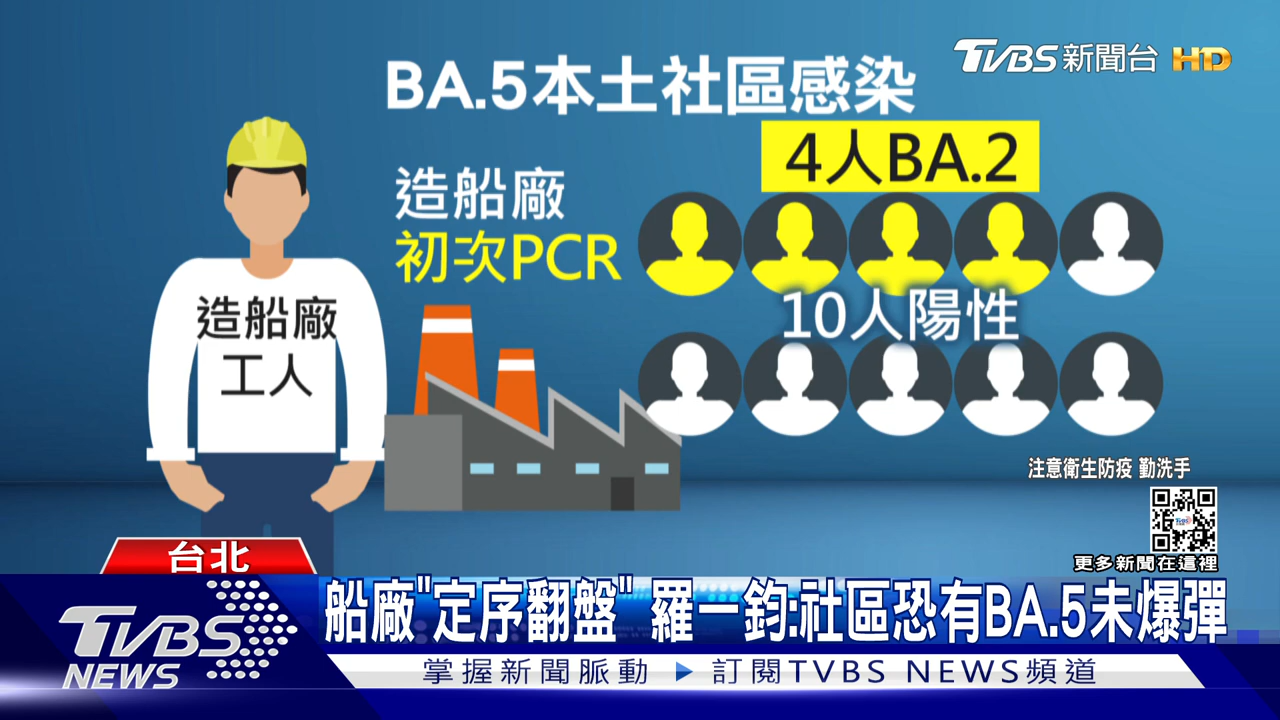 TVBS新聞台 HD
BA.5本土社區感染
4人BA.2
造船廠
初次PCR
10人陽性
造船廠
工人
注意衛生防疫 勤洗手
TVBS
更多新聞在這裡
台北
船廠"定序翻盤" 羅一鈞:社區恐有BA.5未爆彈
TVBS
NEWS
掌握新聞脈動 ▶ 訂閱TVBS NEWS頻道